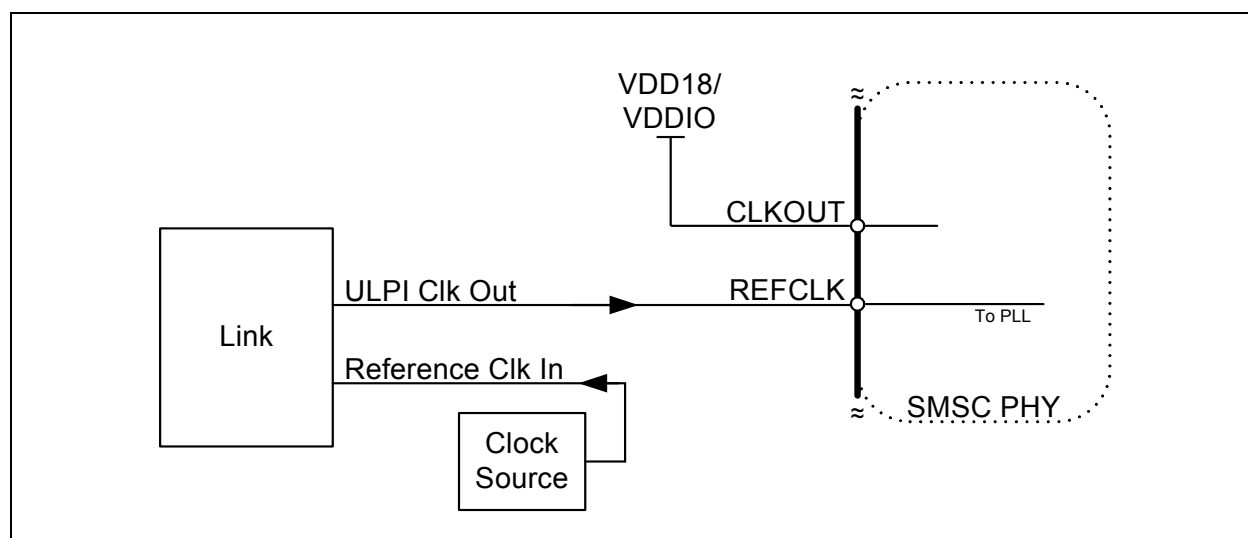 VDD18/
VDDIO
CLKOUT
ULPI Clk Out
REFCLK
To PLL
Link
Reference Clk In
SMSC PHY
Clock
Source